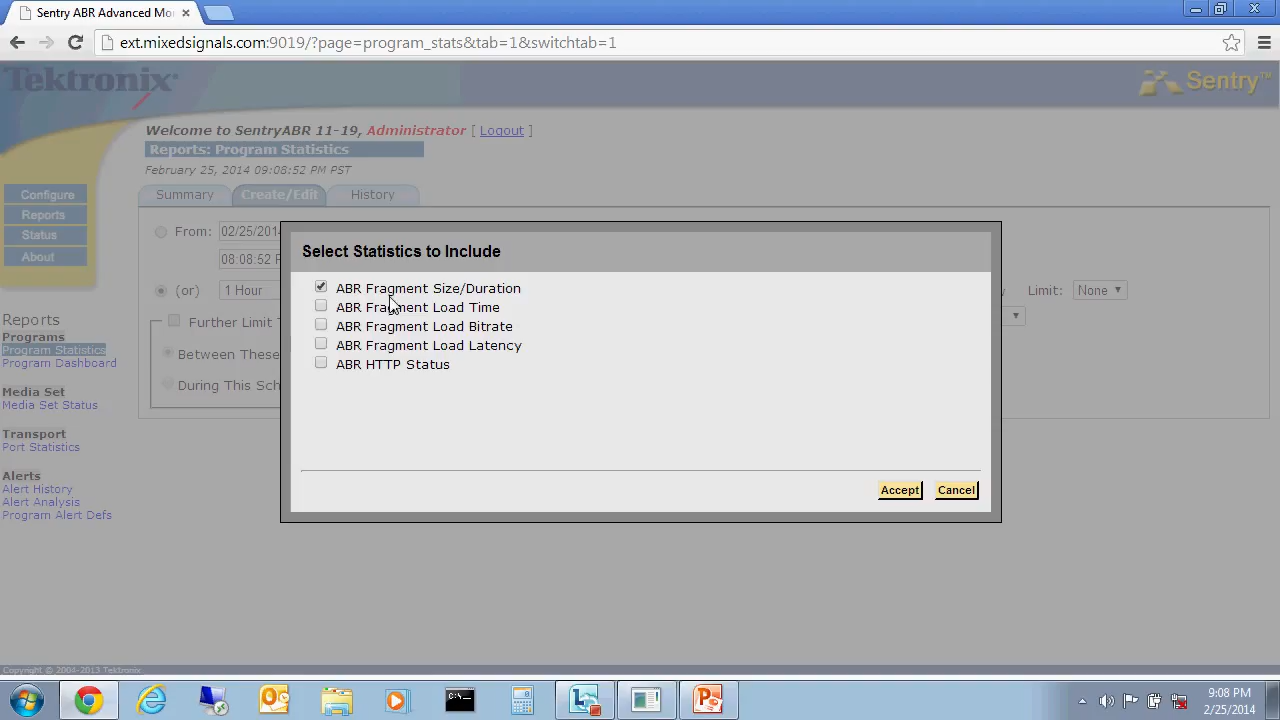 Sentry ABR Advanced Mo
ext.mixedsignals.com:9019/?page=program_stats&tab=1&switchtab=1
Tektronix
Sentry™
Welcome to SentryABR 11-19, Administrator [ Logout ]
Reports: Program Statistics
February 25, 2014 09:08:52 PM PST
Configure
Reports
Status
About
Summary
Create/Edit
History
From:
02/25/2014
08:08:52 P
(or)
1 Hour
Limit:
None
Further Limit T
Between These
During This Sch
Select Statistics to Include
ABR Fragment Size/Duration
ABR Fragment Load Time
ABR Fragment Load Bitrate
ABR Fragment Load Latency
ABR HTTP Status
Accept
Cancel
Reports
Programs
Program Statistics
Program Dashboard
Media Set
Media Set Status
Transport
Port Statistics
Alerts
Alert History
Alert Analysis
Program Alert Defs
Copyright © 2004-2013 Tektronix
9:08 PM
2/25/2014